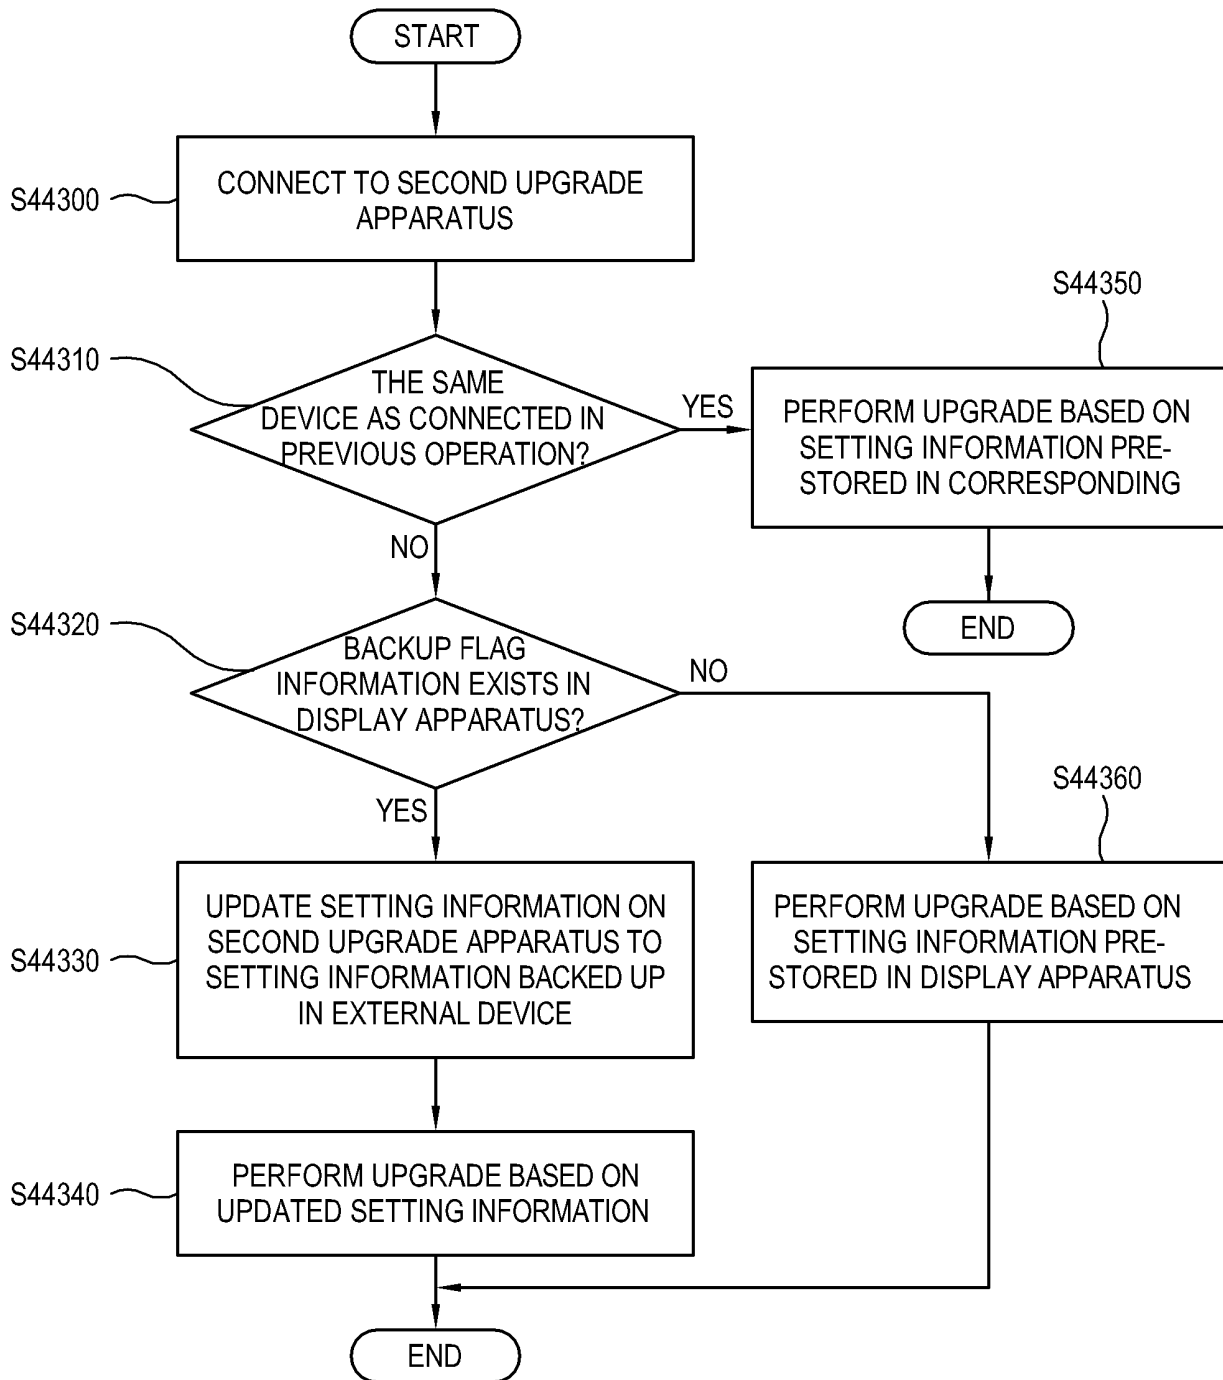 START
S44300
CONNECT TO SECOND UPGRADE
APPARATUS
S44310
THE SAME
DEVICE AS CONNECTED IN
PREVIOUS OPERATION?
YES
S44350
PERFORM UPGRADE BASED ON
SETTING INFORMATION PRE-
STORED IN CORRESPONDING
END
NO
S44320
BACKUP FLAG
INFORMATION EXISTS IN
DISPLAY APPARATUS?
NO
YES
S44360
PERFORM UPGRADE BASED ON
SETTING INFORMATION PRE-
STORED IN DISPLAY APPARATUS
S44330
UPDATE SETTING INFORMATION ON
SECOND UPGRADE APPARATUS TO
SETTING INFORMATION BACKED UP
IN EXTERNAL DEVICE
S44340
PERFORM UPGRADE BASED ON
UPDATED SETTING INFORMATION
END